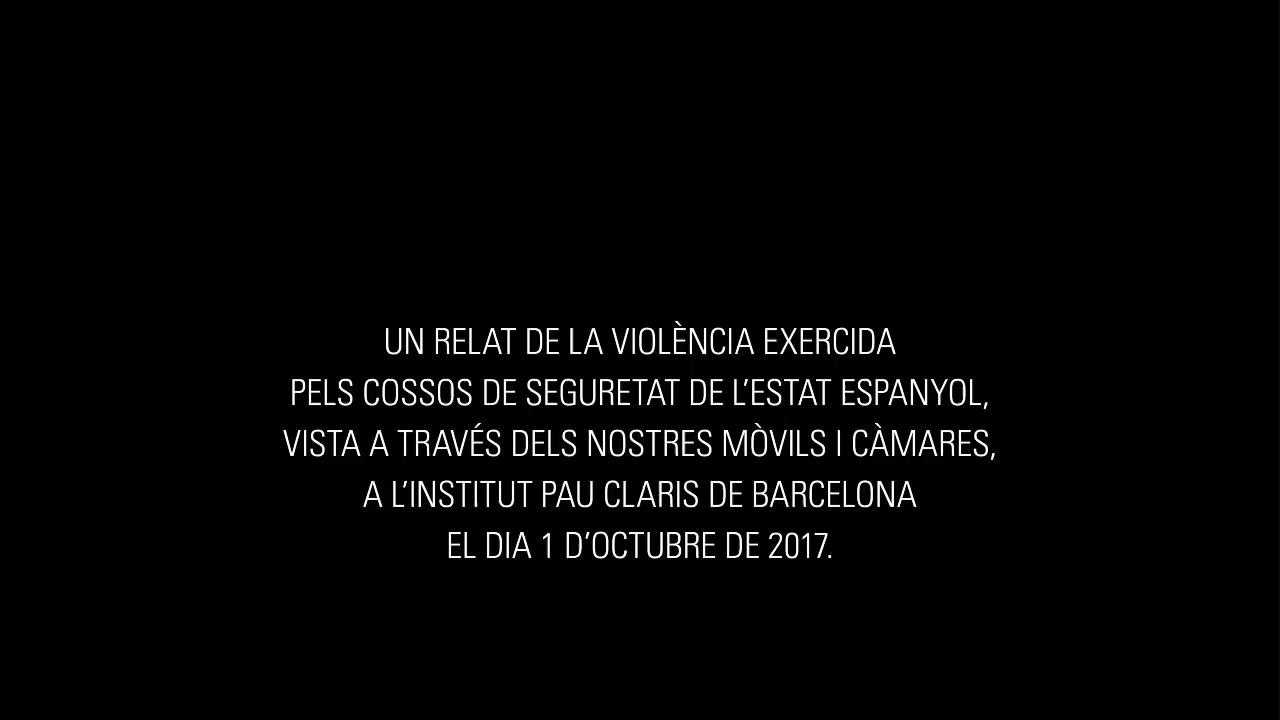 UN RELAT DE LA VIOLÈNCIA EXERCIDA
PELS COSSOS DE SEGURETAT DE L'ESTAT ESPANYOL,
VISTA A TRAVÉS DELS NOSTRES MÒVILS I CÀMARES,
A L'INSTITUT PAU CLARIS DE BARCELONA
EL DIA 1 D'OCTUBRE DE 2017.